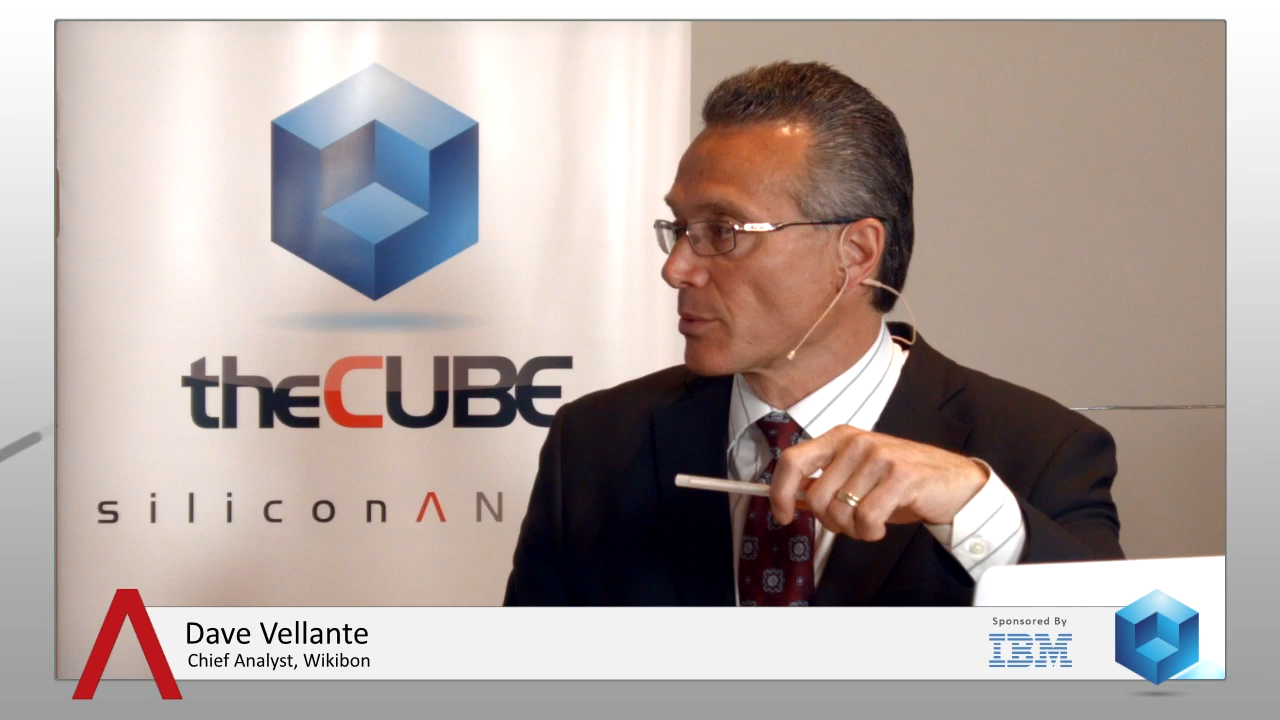 theCUBE
siliconAN
Dave Vellante
Chief Analyst, Wikibon
Sponsored By
IBM